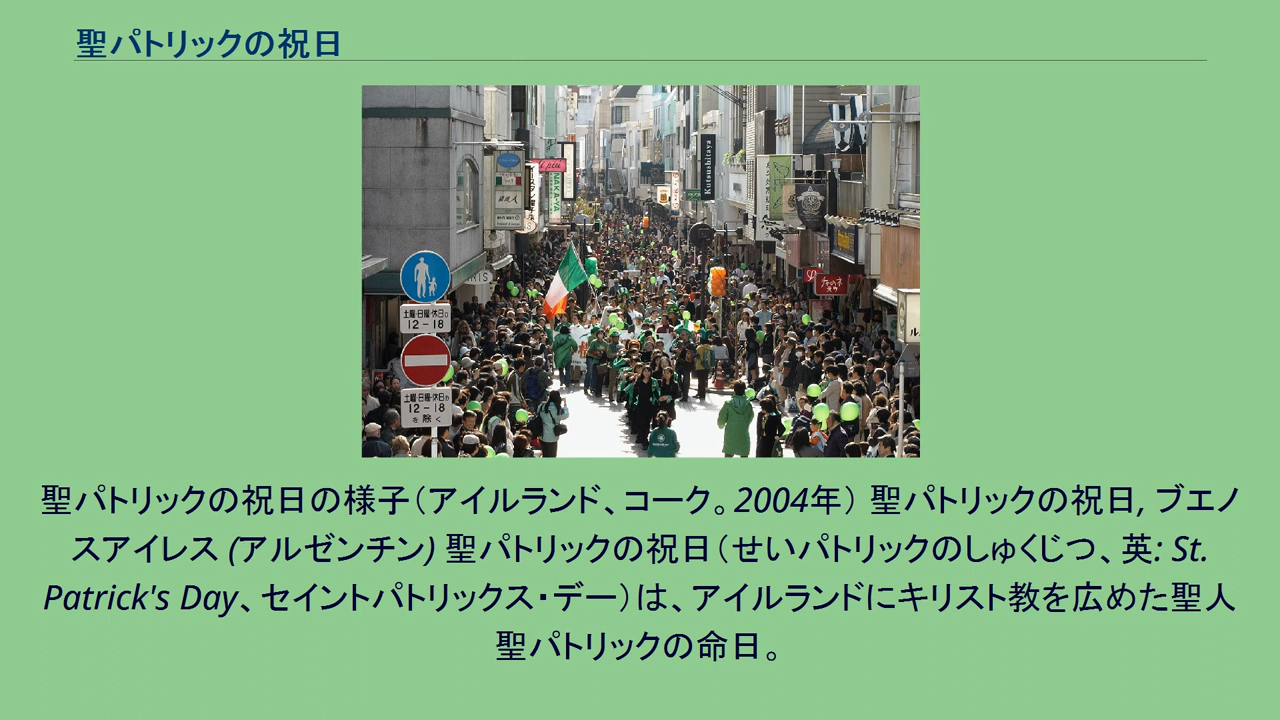 聖パトリックの祝日
Kutsushitaya
土曜・日曜・休日の
12-18
土曜・日曜・休日の
12-18
を除く
聖パトリックの祝日の様子（アイルランド、コーク。2004年） 聖パトリックの祝日, ブエノ
スアイレス (アルゼンチン) 聖パトリックの祝日（せいパトリックのしゅくじつ、英: St.
Patrick's Day、セイントパトリックス・デー）は、アイルランドにキリスト教を広めた聖人
聖パトリックの命日。